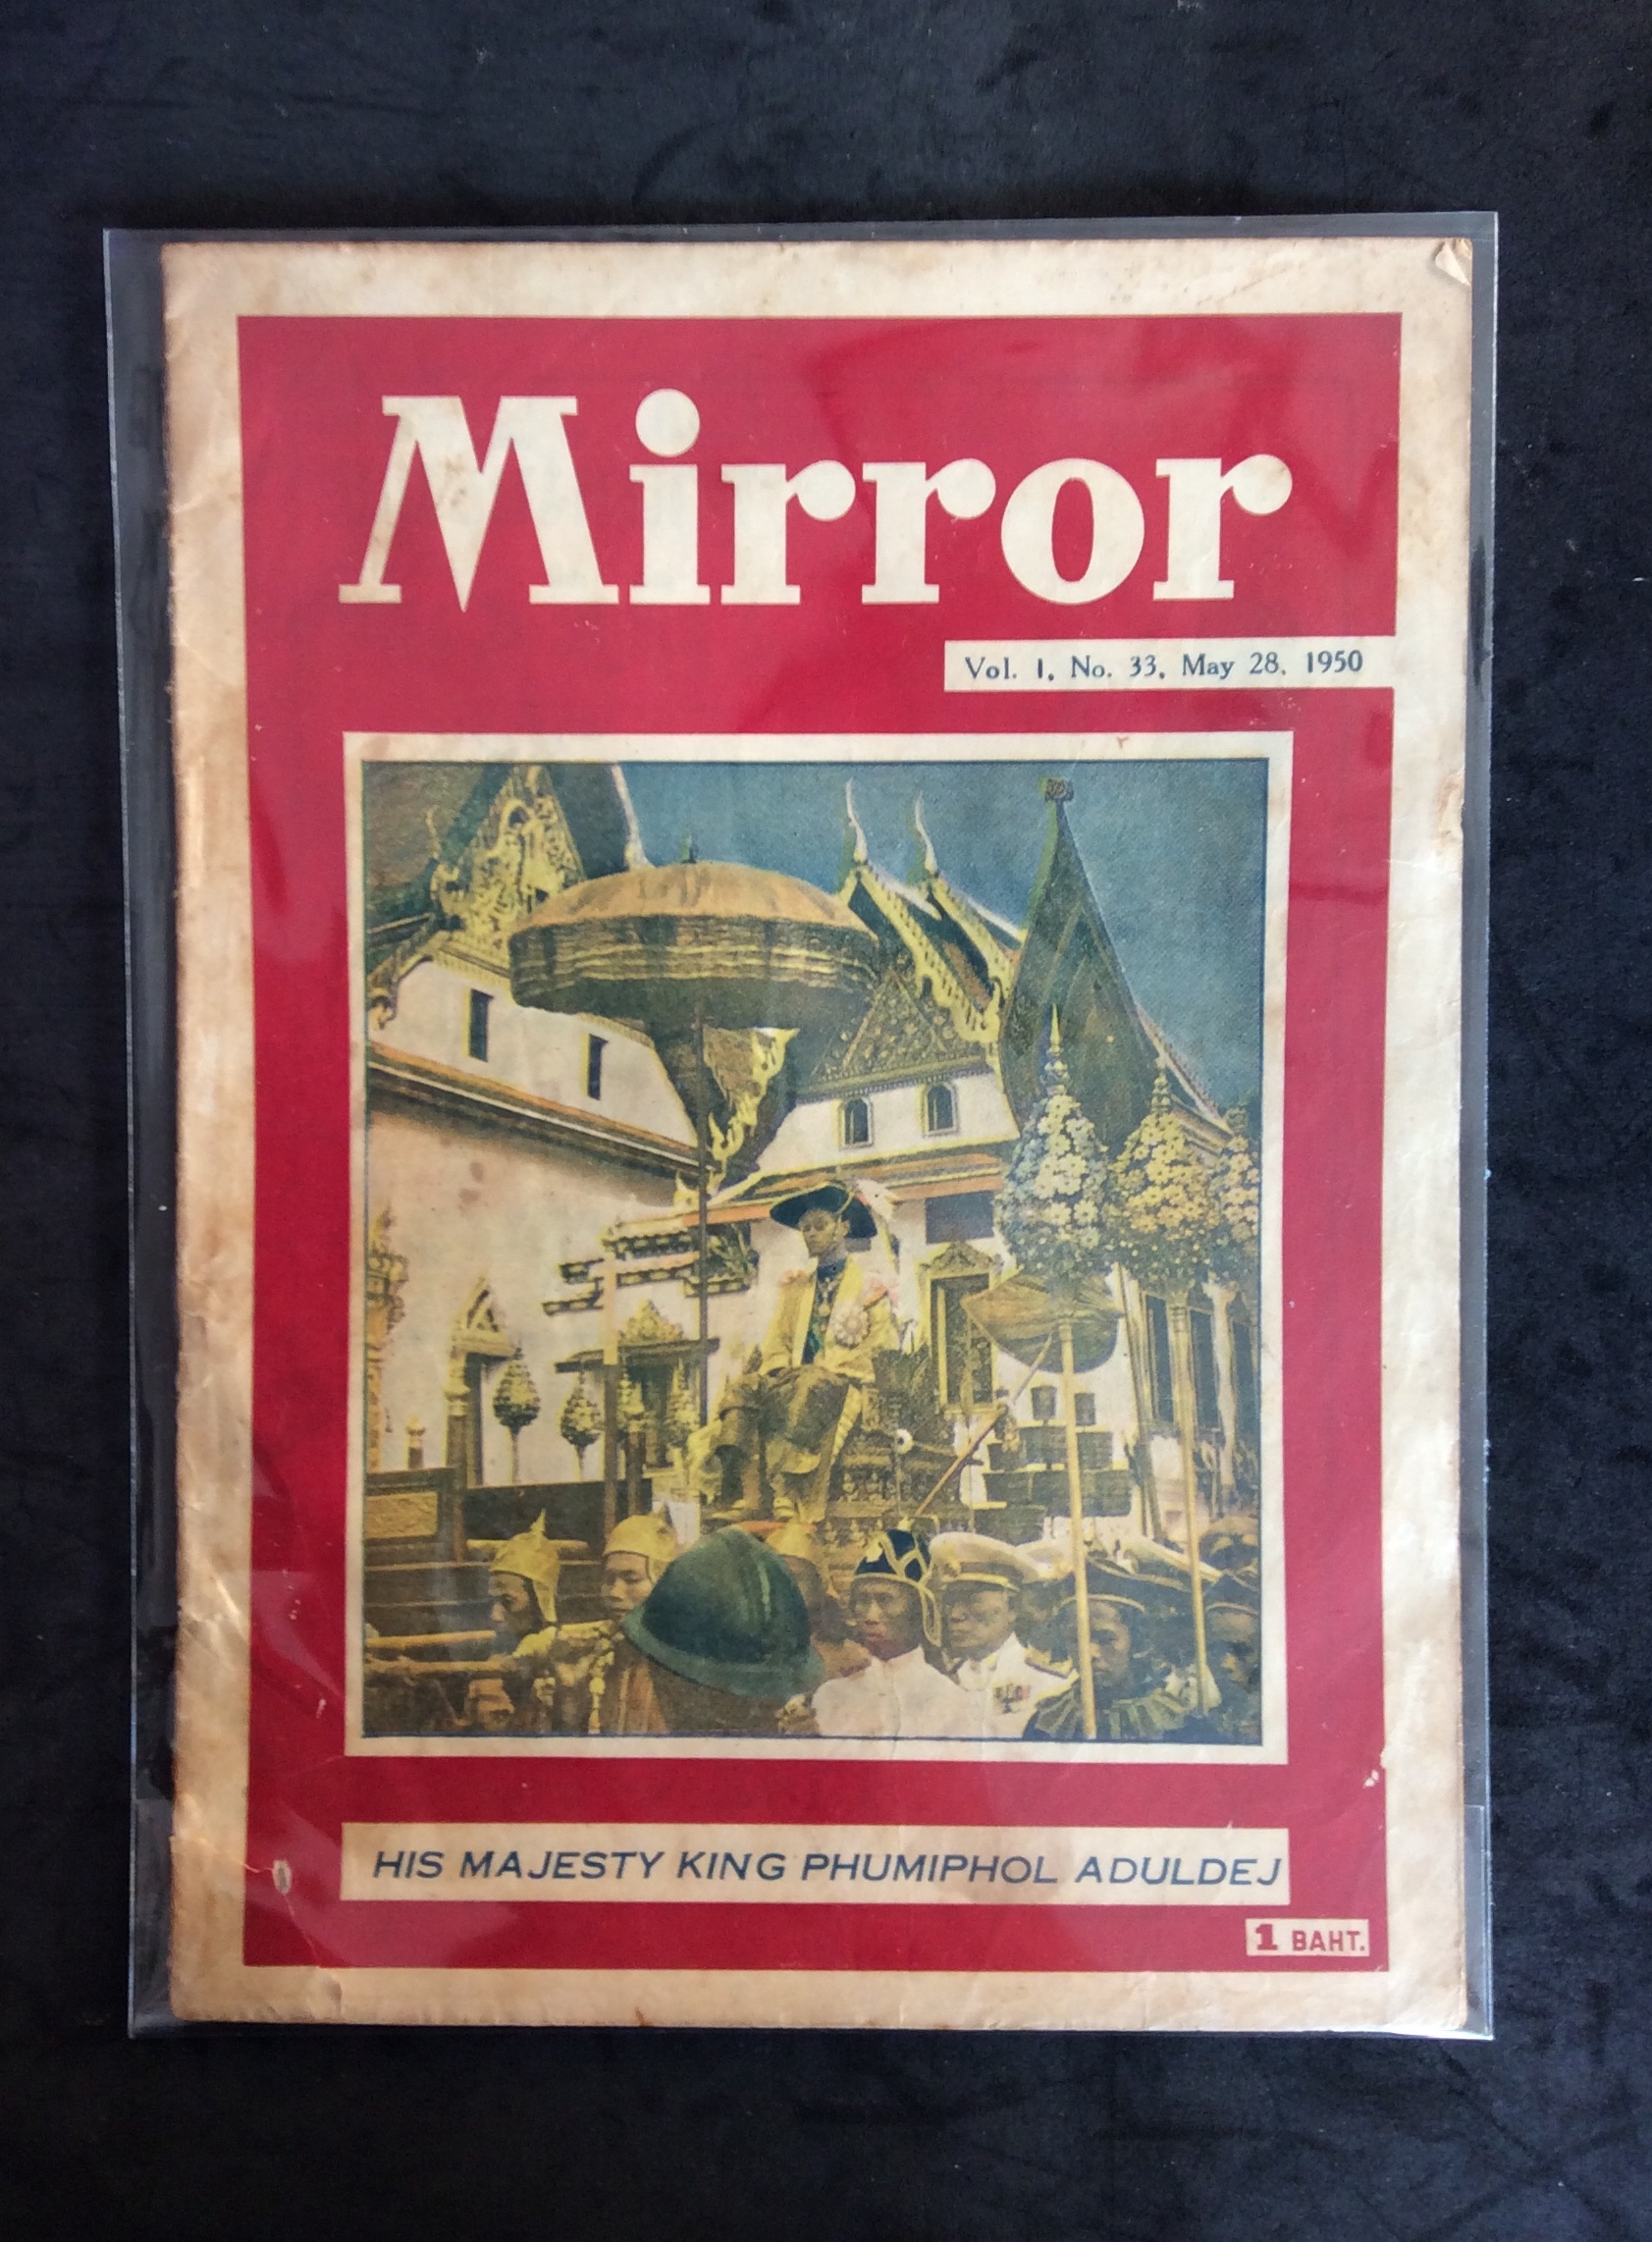 Mirror
Vol. 1, No. 33, May 28, 1950
HIS MAJESTY KING PHUMIPHOL ADULDEJ
1 BAHT.